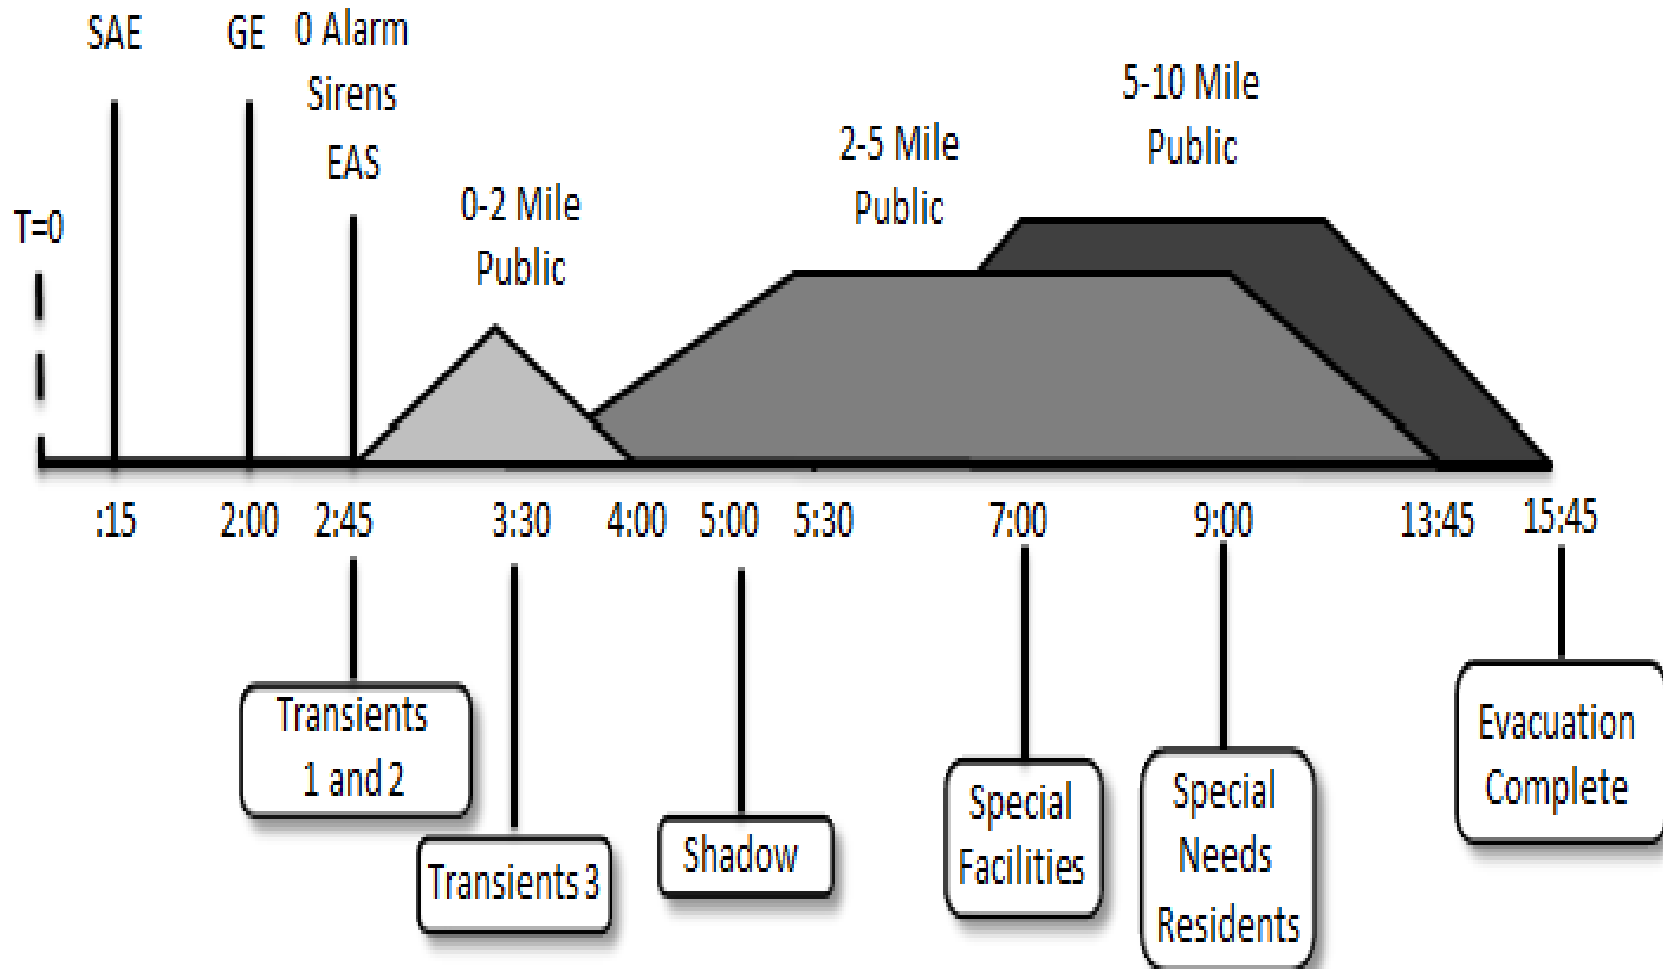 SAE
GE
0 Alarm
Sirens
EAS
T=0
0-2 Mile
Public
2-5 Mile
Public
5-10 Mile
Public
:15
2:00
2:45
3:30
4:00
5:00
5:30
7:00
9:00
13:45
15:45
Transients
1 and 2
Transients 3
Shadow
Special
Facilities
Special
Needs
Residents
Evacuation
Complete